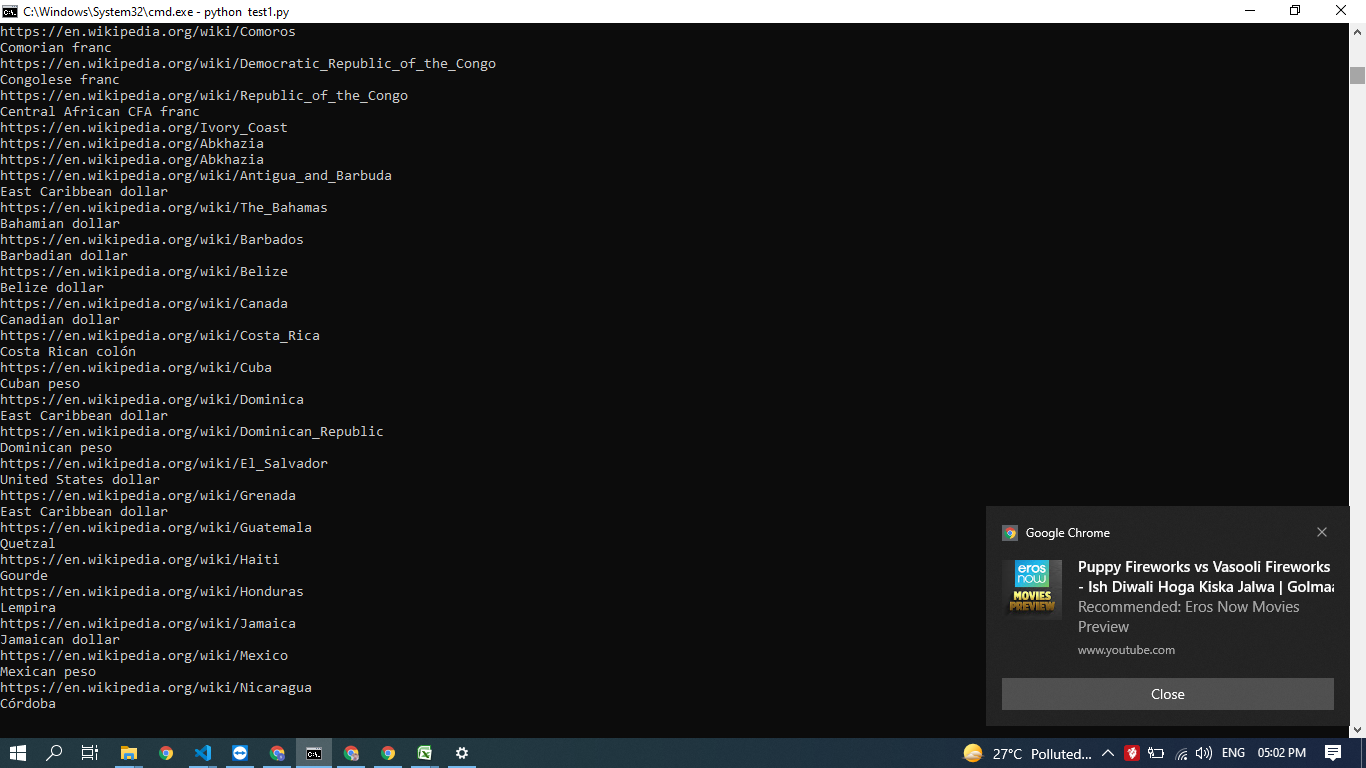 C:\Windows\System32\cmd.exe - python test1.py
https://en.wikipedia.org/wiki/Comoros
Comorian franc
https://en.wikipedia.org/wiki/Democratic_Republic_of_the_Congo
Congolese franc
https://en.wikipedia.org/wiki/Republic_of_the_Congo
Central African CFA franc
https://en.wikipedia.org/Ivory_Coast
https://en.wikipedia.org/Abkhazia
https://en.wikipedia.org/Abkhazia
https://en.wikipedia.org/wiki/Antigua_and_Barbuda
East Caribbean dollar
https://en.wikipedia.org/wiki/The_Bahamas
Bahamian dollar
https://en.wikipedia.org/wiki/Barbados
Barbadian dollar
https://en.wikipedia.org/wiki/Belize
Belize dollar
https://en.wikipedia.org/wiki/Canada
Canadian dollar
https://en.wikipedia.org/wiki/Costa_Rica
Costa Rican colón
https://en.wikipedia.org/wiki/Cuba
Cuban peso
https://en.wikipedia.org/wiki/Dominica
East Caribbean dollar
https://en.wikipedia.org/wiki/Dominican_Republic
Dominican peso
https://en.wikipedia.org/wiki/El_Salvador
United States dollar
https://en.wikipedia.org/wiki/Grenada
East Caribbean dollar
https://en.wikipedia.org/wiki/Guatemala
Quetzal
https://en.wikipedia.org/wiki/Haiti
Gourde
https://en.wikipedia.org/wiki/Honduras
Lempira
https://en.wikipedia.org/wiki/Jamaica
Jamaican dollar
https://en.wikipedia.org/wiki/Mexico
Mexican peso
https://en.wikipedia.org/wiki/Nicaragua
Córdoba
Google Chrome
eros
now
MOVIES
PREVIEW
Puppy Fireworks vs Vasooli Fireworks
- Ish Diwali Hoga Kiska Jalwa | Golmaa
Recommended: Eros Now Movies
Preview
www.youtube.com
Close
27°C Polluted... ENG 05:02 PM